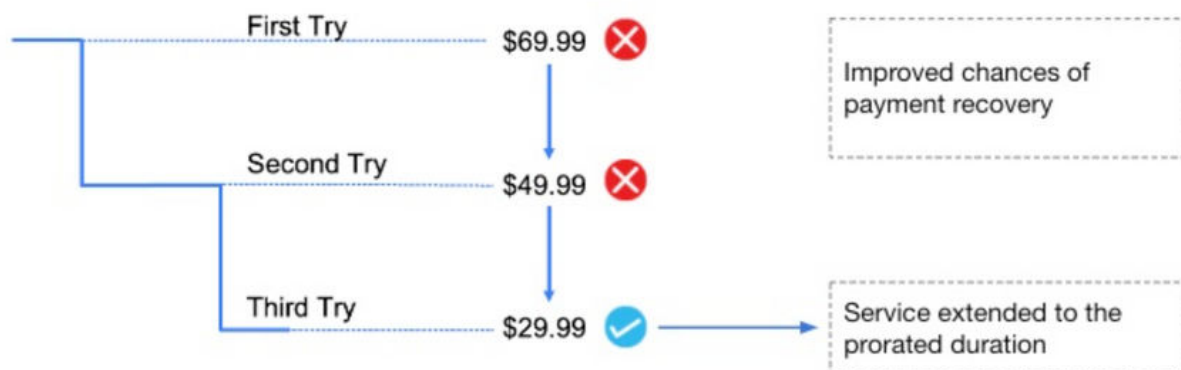 First Try
$69.99
Improved chances of
payment recovery
Second Try
$49.99
Third Try
$29.99
Service extended to the
prorated duration